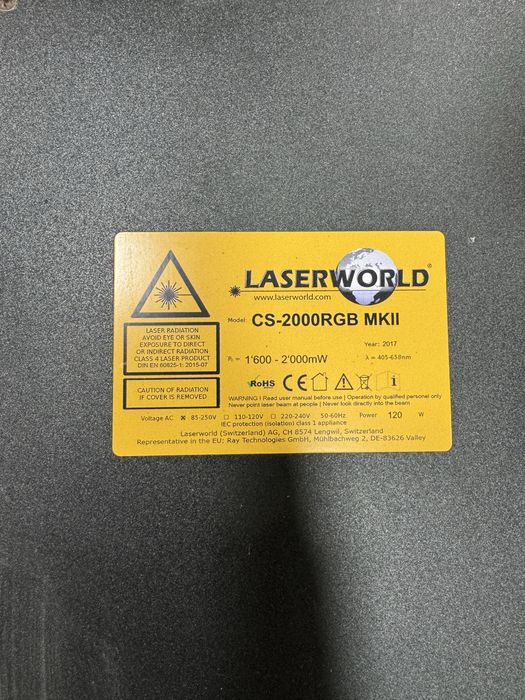 LASERWORLD®
www.laserworld.com
Model: CS-2000RGB MKII
Year: 2017
LASER RADIATION
AVOID EYE OR SKIN
EXPOSURE TO DIRECT
OR INDIRECT RADIATION
CLASS 4 LASER PRODUCT
DIN EN 60825-1: 2015-07
P₀ = 1'600 - 2'000mW λ = 405-658nm
CAUTION OF RADIATION
IF COVER IS REMOVED
RoHS CE
WARNING ! Read user manual before use | Operation by qualified personel only
Never point laser beam at people | Never look directly into the beam
Voltage AC ☒ 85-250V ☐ 110-120V ☐ 220-240V 50-60Hz Power 120 W
IEC protection (isolation) class 1 appliance
Laserworld (Switzerland) AG, CH 8574 Lengwil, Switzerland
Representative in the EU: Ray Technologies GmbH, Mühlbachweg 2, DE-83626 Valley